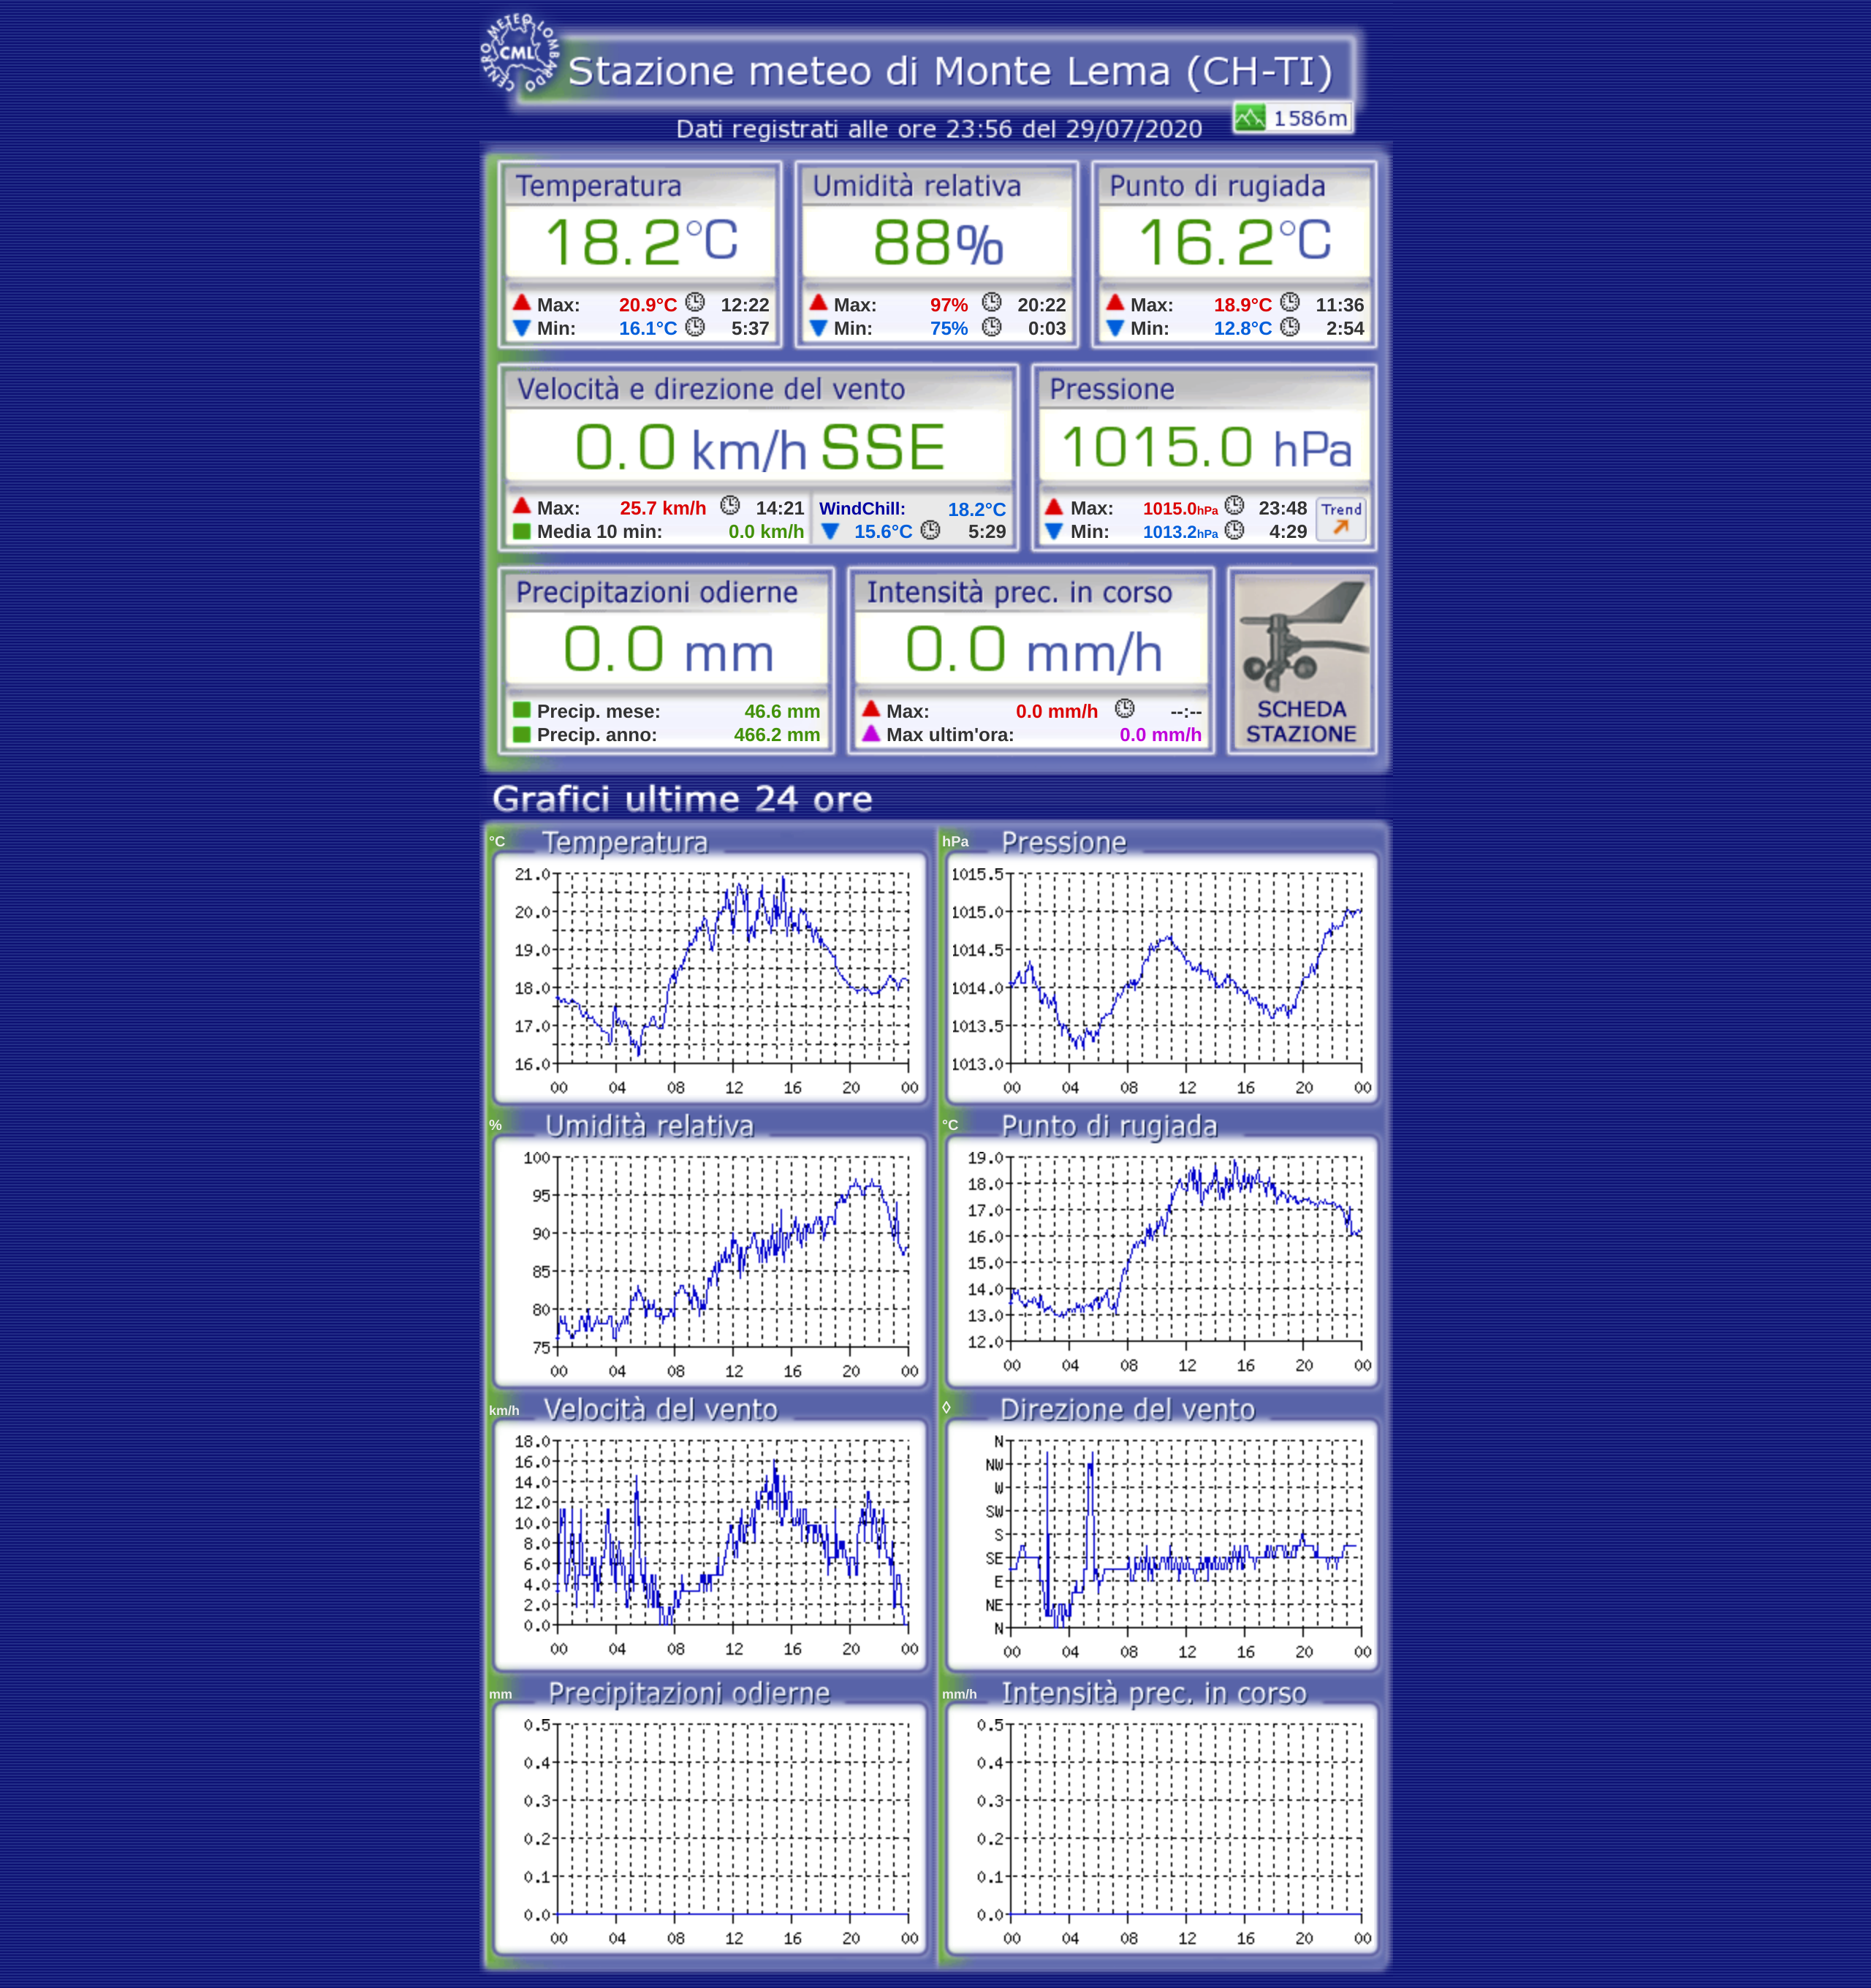 CENTRO METEO LOMBARDO
CML
Stazione meteo di Monte Lema (CH-TI)
1586m
Dati registrati alle ore 23:56 del 29/07/2020
Temperatura
18.2°C
Max: 20.9°C 12:22
Min: 16.1°C 5:37
Umidità relativa
88%
Max: 97% 20:22
Min: 75% 0:03
Punto di rugiada
16.2°C
Max: 18.9°C 11:36
Min: 12.8°C 2:54
Velocità e direzione del vento
0.0 km/h SSE
Max: 25.7 km/h 14:21
Media 10 min: 0.0 km/h
WindChill: 18.2°C
15.6°C 5:29
Pressione
1015.0 hPa
Max: 1015.0hPa 23:48
Min: 1013.2hPa 4:29
Trend
Precipitazioni odierne
0.0 mm
Precip. mese: 46.6 mm
Precip. anno: 466.2 mm
Intensità prec. in corso
0.0 mm/h
Max: 0.0 mm/h --:--
Max ultim'ora: 0.0 mm/h
SCHEDA
STAZIONE
Grafici ultime 24 ore
°C Temperatura
21.0
20.0
19.0
18.0
17.0
16.0
00 04 08 12 16 20 00
hPa Pressione
1015.5
1015.0
1014.5
1014.0
1013.5
1013.0
00 04 08 12 16 20 00
% Umidità relativa
100
95
90
85
80
75
00 04 08 12 16 20 00
°C Punto di rugiada
19.0
18.0
17.0
16.0
15.0
14.0
13.0
12.0
00 04 08 12 16 20 00
km/h Velocità del vento
18.0
16.0
14.0
12.0
10.0
8.0
6.0
4.0
2.0
0.0
00 04 08 12 16 20 00
◊ Direzione del vento
N
NW
W
SW
S
SE
E
NE
N
00 04 08 12 16 20 00
mm Precipitazioni odierne
0.5
0.4
0.3
0.2
0.1
0.0
00 04 08 12 16 20 00
mm/h Intensità prec. in corso
0.5
0.4
0.3
0.2
0.1
0.0
00 04 08 12 16 20 00